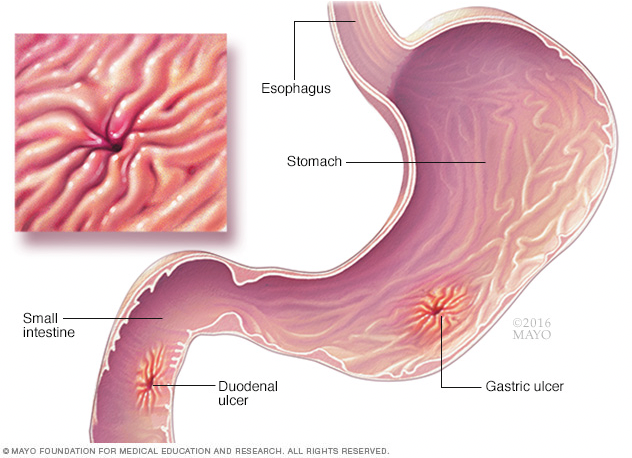 Esophagus
Stomach
Small
intestine
Duodenal
ulcer
Gastric ulcer
©2016
MAYO
© MAYO FOUNDATION FOR MEDICAL EDUCATION AND RESEARCH. ALL RIGHTS RESERVED.